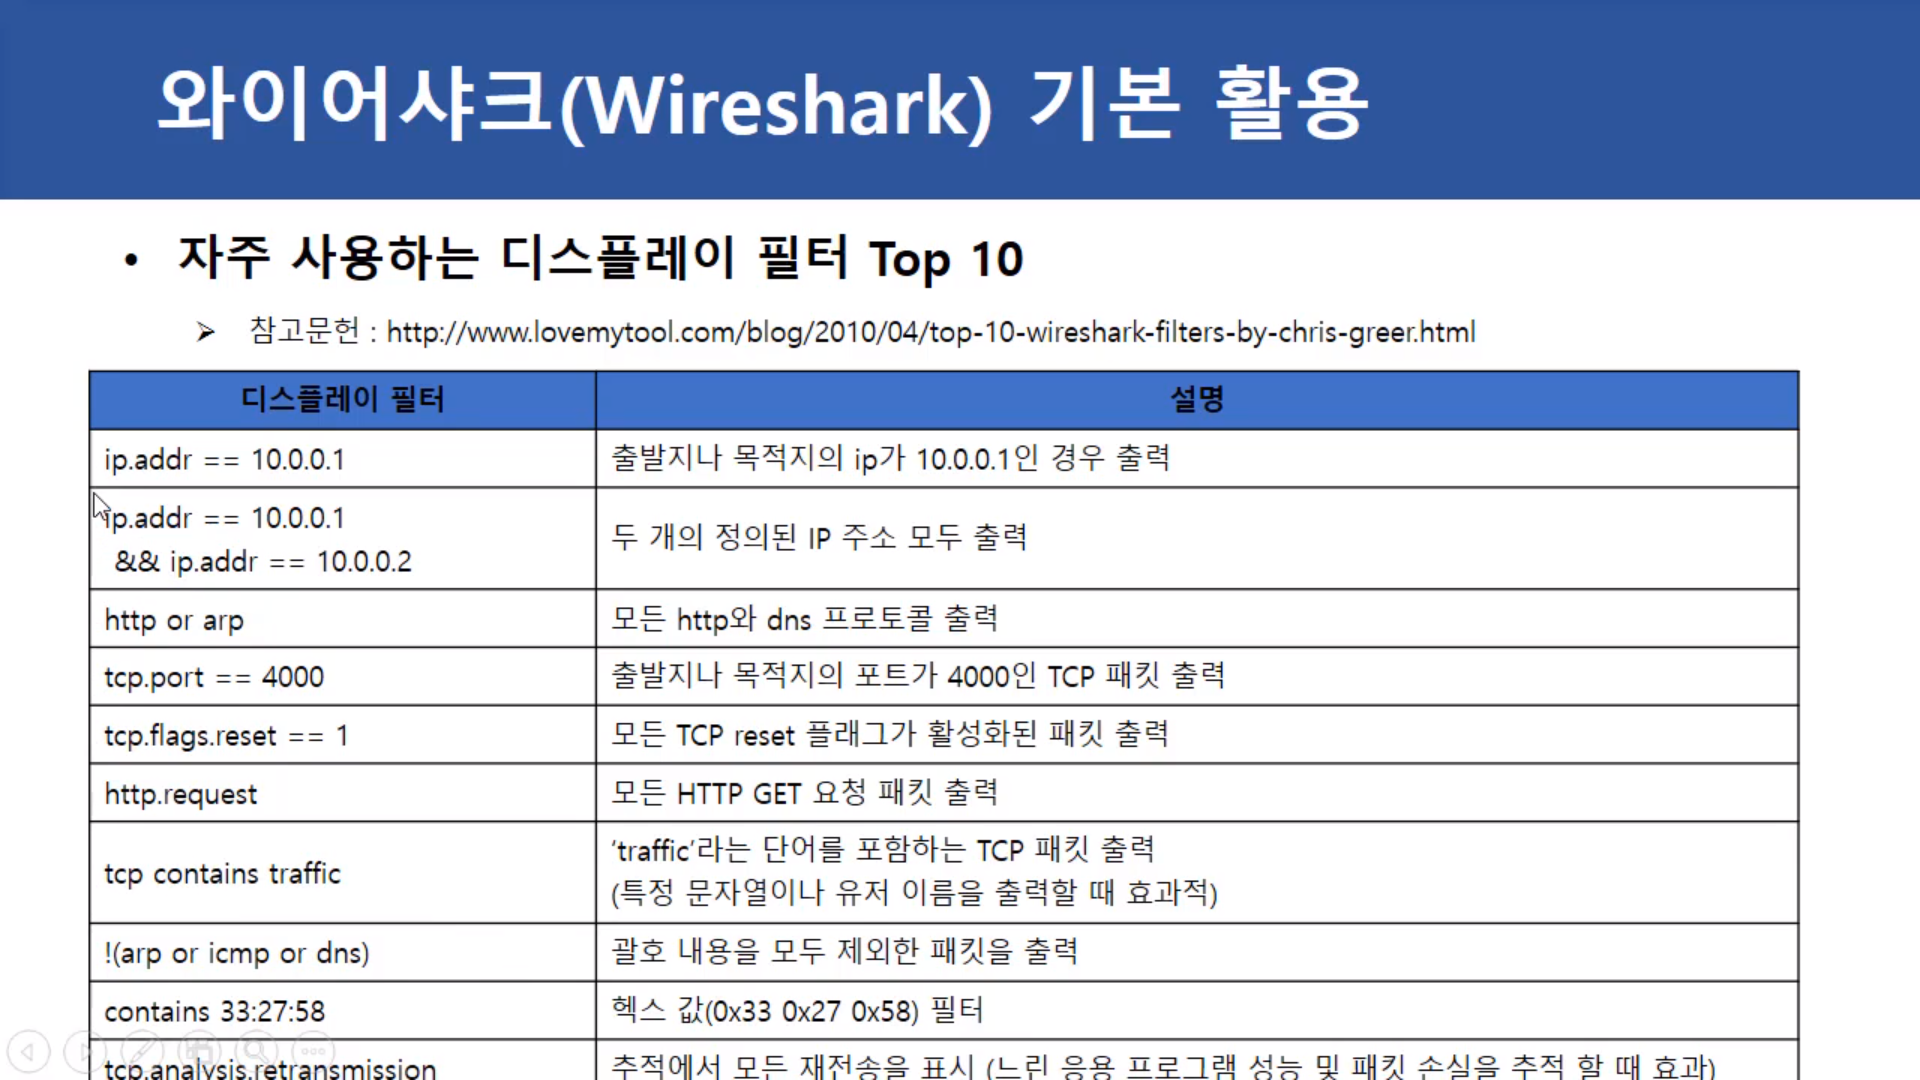 와이어샤크(Wireshark) 기본 활용
• 자주 사용하는 디스플레이 필터 Top 10
➢ 참고문헌 : http://www.lovemytool.com/blog/2010/04/top-10-wireshark-filters-by-chris-greer.html
디스플레이 필터 설명
ip.addr == 10.0.0.1 출발지나 목적지의 ip가 10.0.0.1인 경우 출력
ip.addr == 10.0.0.1
&& ip.addr == 10.0.0.2
두 개의 정의된 IP 주소 모두 출력
http or arp 모든 http와 dns 프로토콜 출력
tcp.port == 4000 출발지나 목적지의 포트가 4000인 TCP 패킷 출력
tcp.flags.reset == 1 모든 TCP reset 플래그가 활성화된 패킷 출력
http.request 모든 HTTP GET 요청 패킷 출력
tcp contains traffic
‘traffic’라는 단어를 포함하는 TCP 패킷 출력
(특정 문자열이나 유저 이름을 출력할 때 효과적)
!(arp or icmp or dns) 괄호 내용을 모두 제외한 패킷을 출력
contains 33:27:58 헥스 값(0x33 0x27 0x58) 필터
tcp.analysis.retransmission 추적에서 모든 재전송을 표시 (느린 응용 프로그램 성능 및 패킷 손실을 추적 할 때 효과)